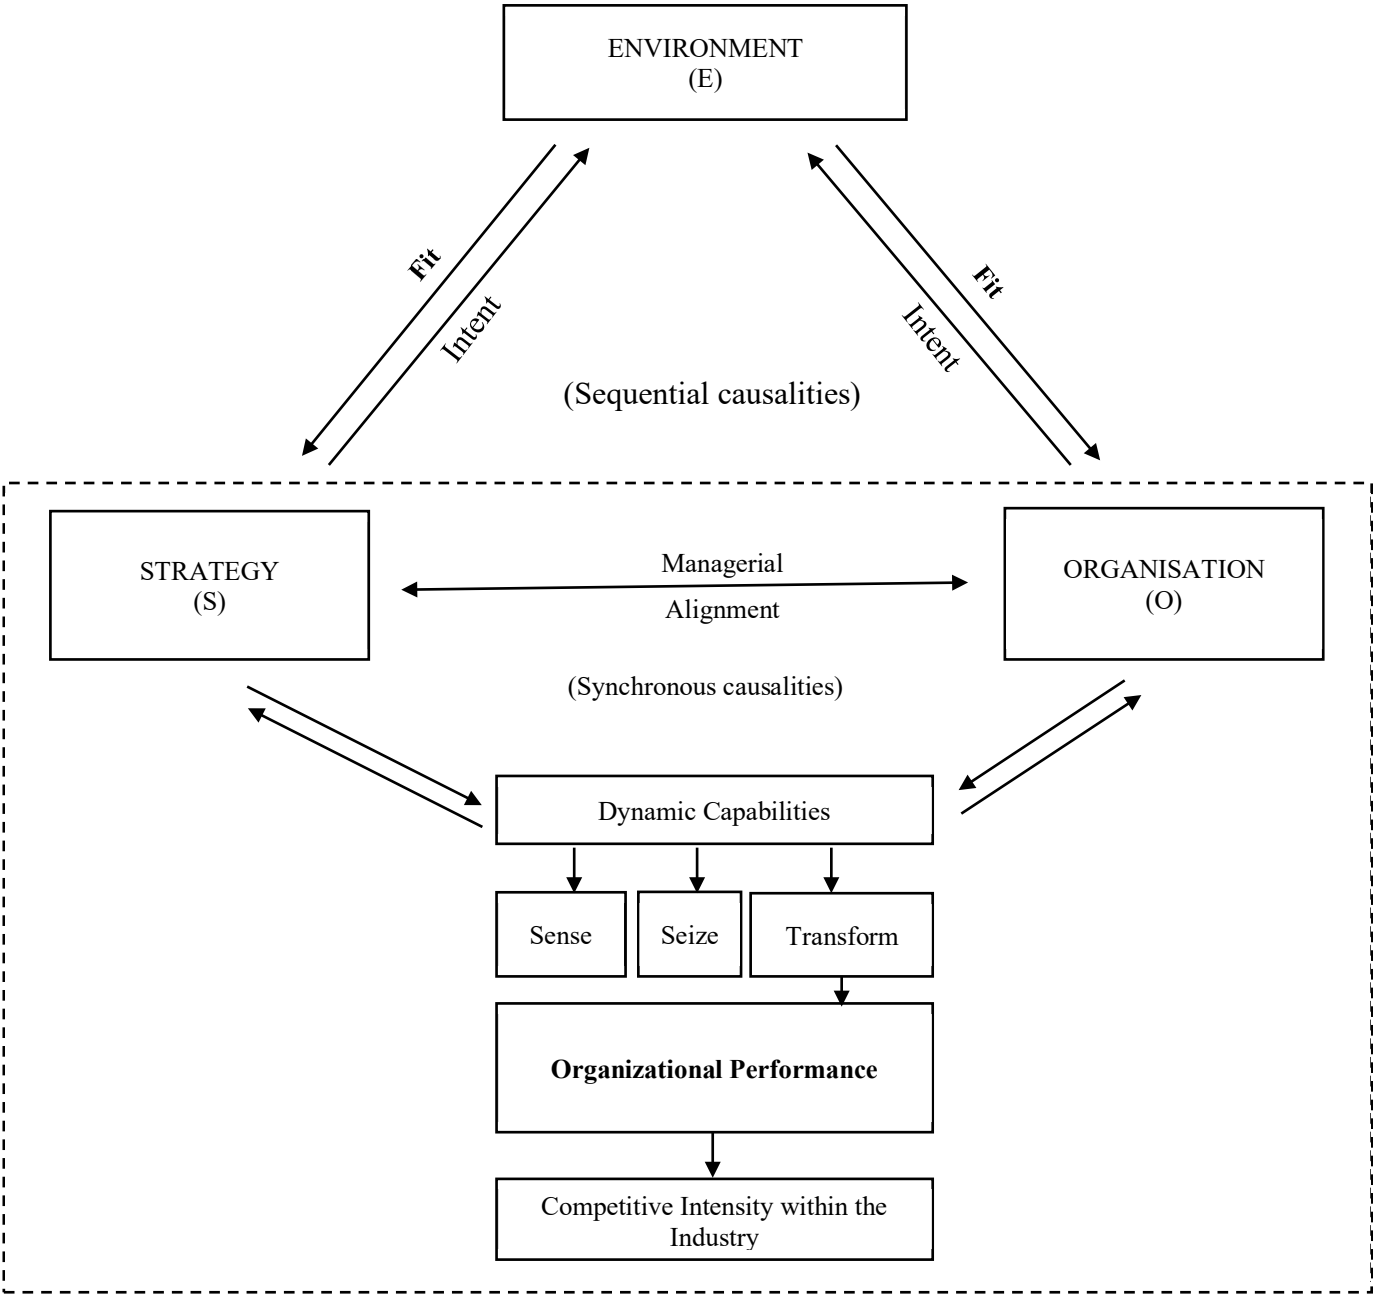 ENVIRONMENT
(E)
Fit
Intent
Fit
Intent
(Sequential causalities)
STRATEGY
(S)
Managerial
Alignment
ORGANISATION
(O)
(Synchronous causalities)
Dynamic Capabilities
Sense
Seize
Transform
Organizational Performance
Competitive Intensity within the
Industry